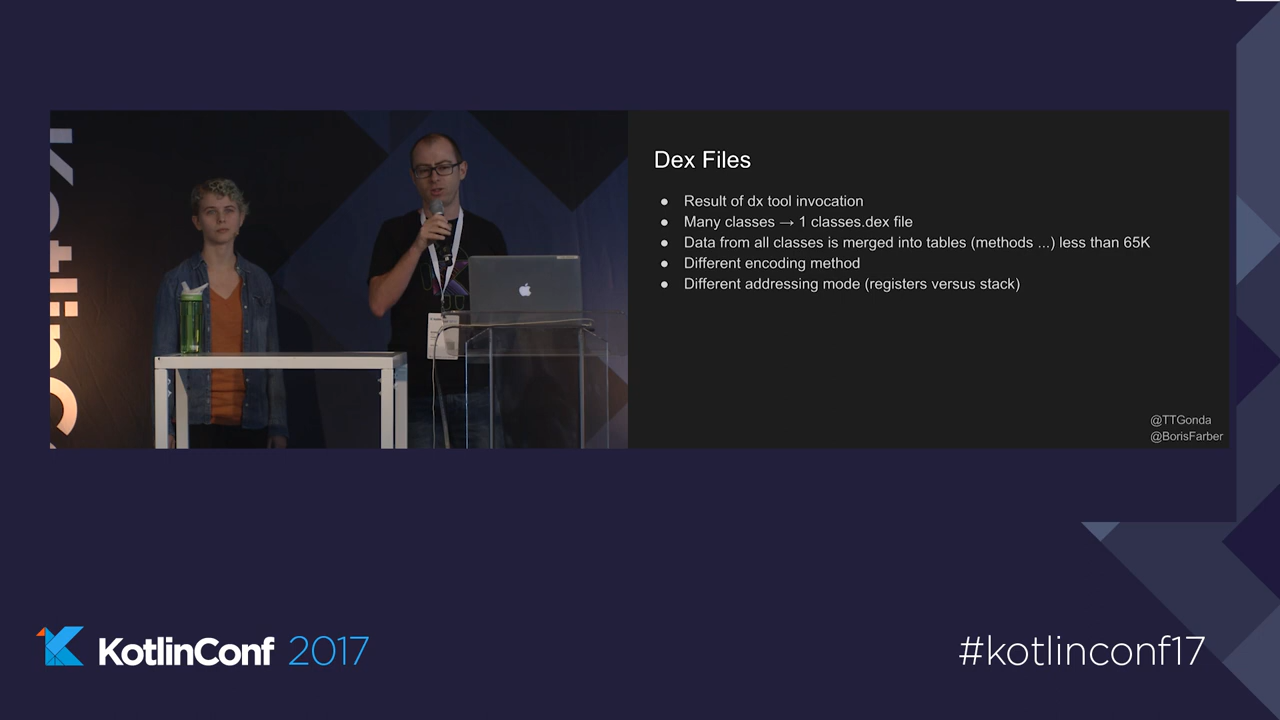 Dex Files
● Result of dx tool invocation
● Many classes → 1 classes.dex file
● Data from all classes is merged into tables (methods ...) less than 65K
● Different encoding method
● Different addressing mode (registers versus stack)
@TTGonda
@BorisFarber
KotlinConf 2017
#kotlinconf17